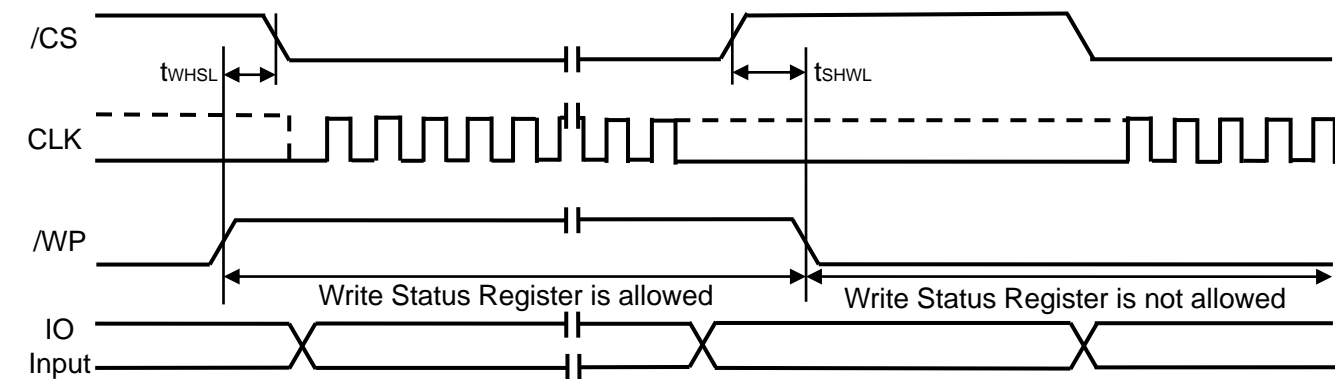 /CS
tWHSL
tSHWL
CLK
/WP
Write Status Register is allowed
Write Status Register is not allowed
IO
Input